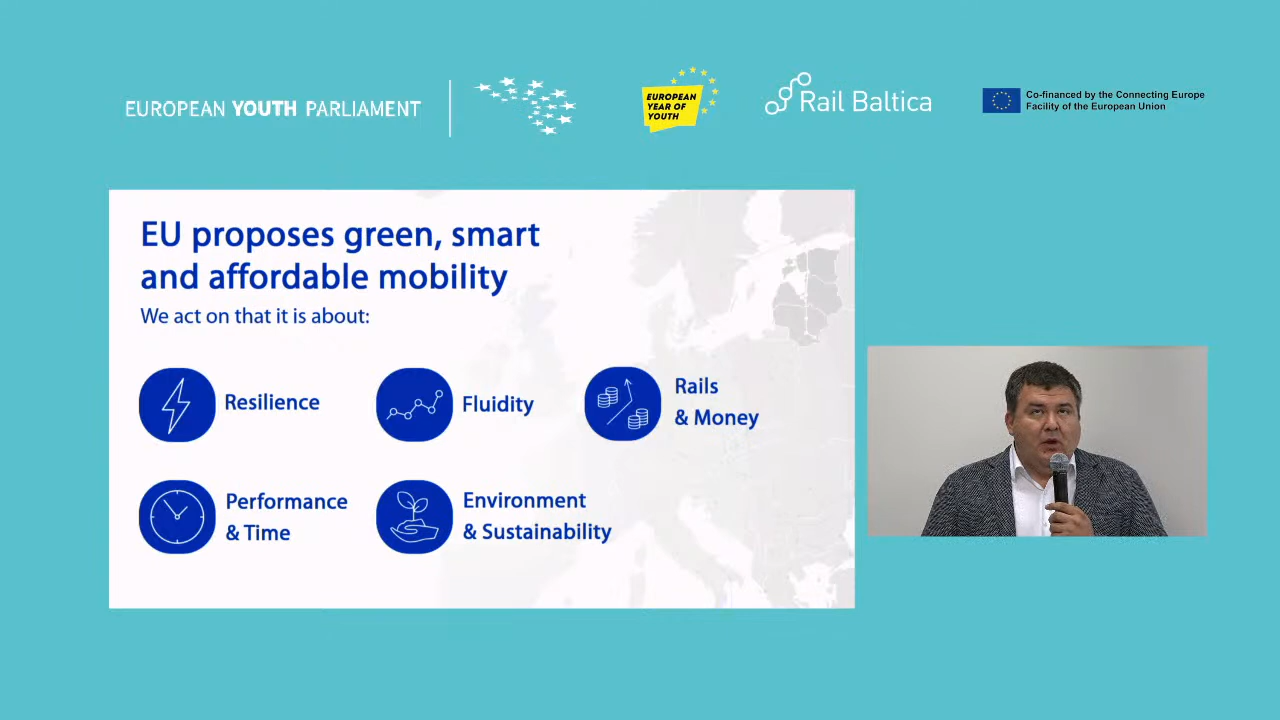 EUROPEAN YOUTH PARLIAMENT
EUROPEAN
YEAR OF
YOUTH
Rail Baltica
Co-financed by the Connecting Europe
Facility of the European Union
EU proposes green, smart
and affordable mobility
We act on that it is about:
Resilience
Fluidity
Rails
& Money
Performance
& Time
Environment
& Sustainability